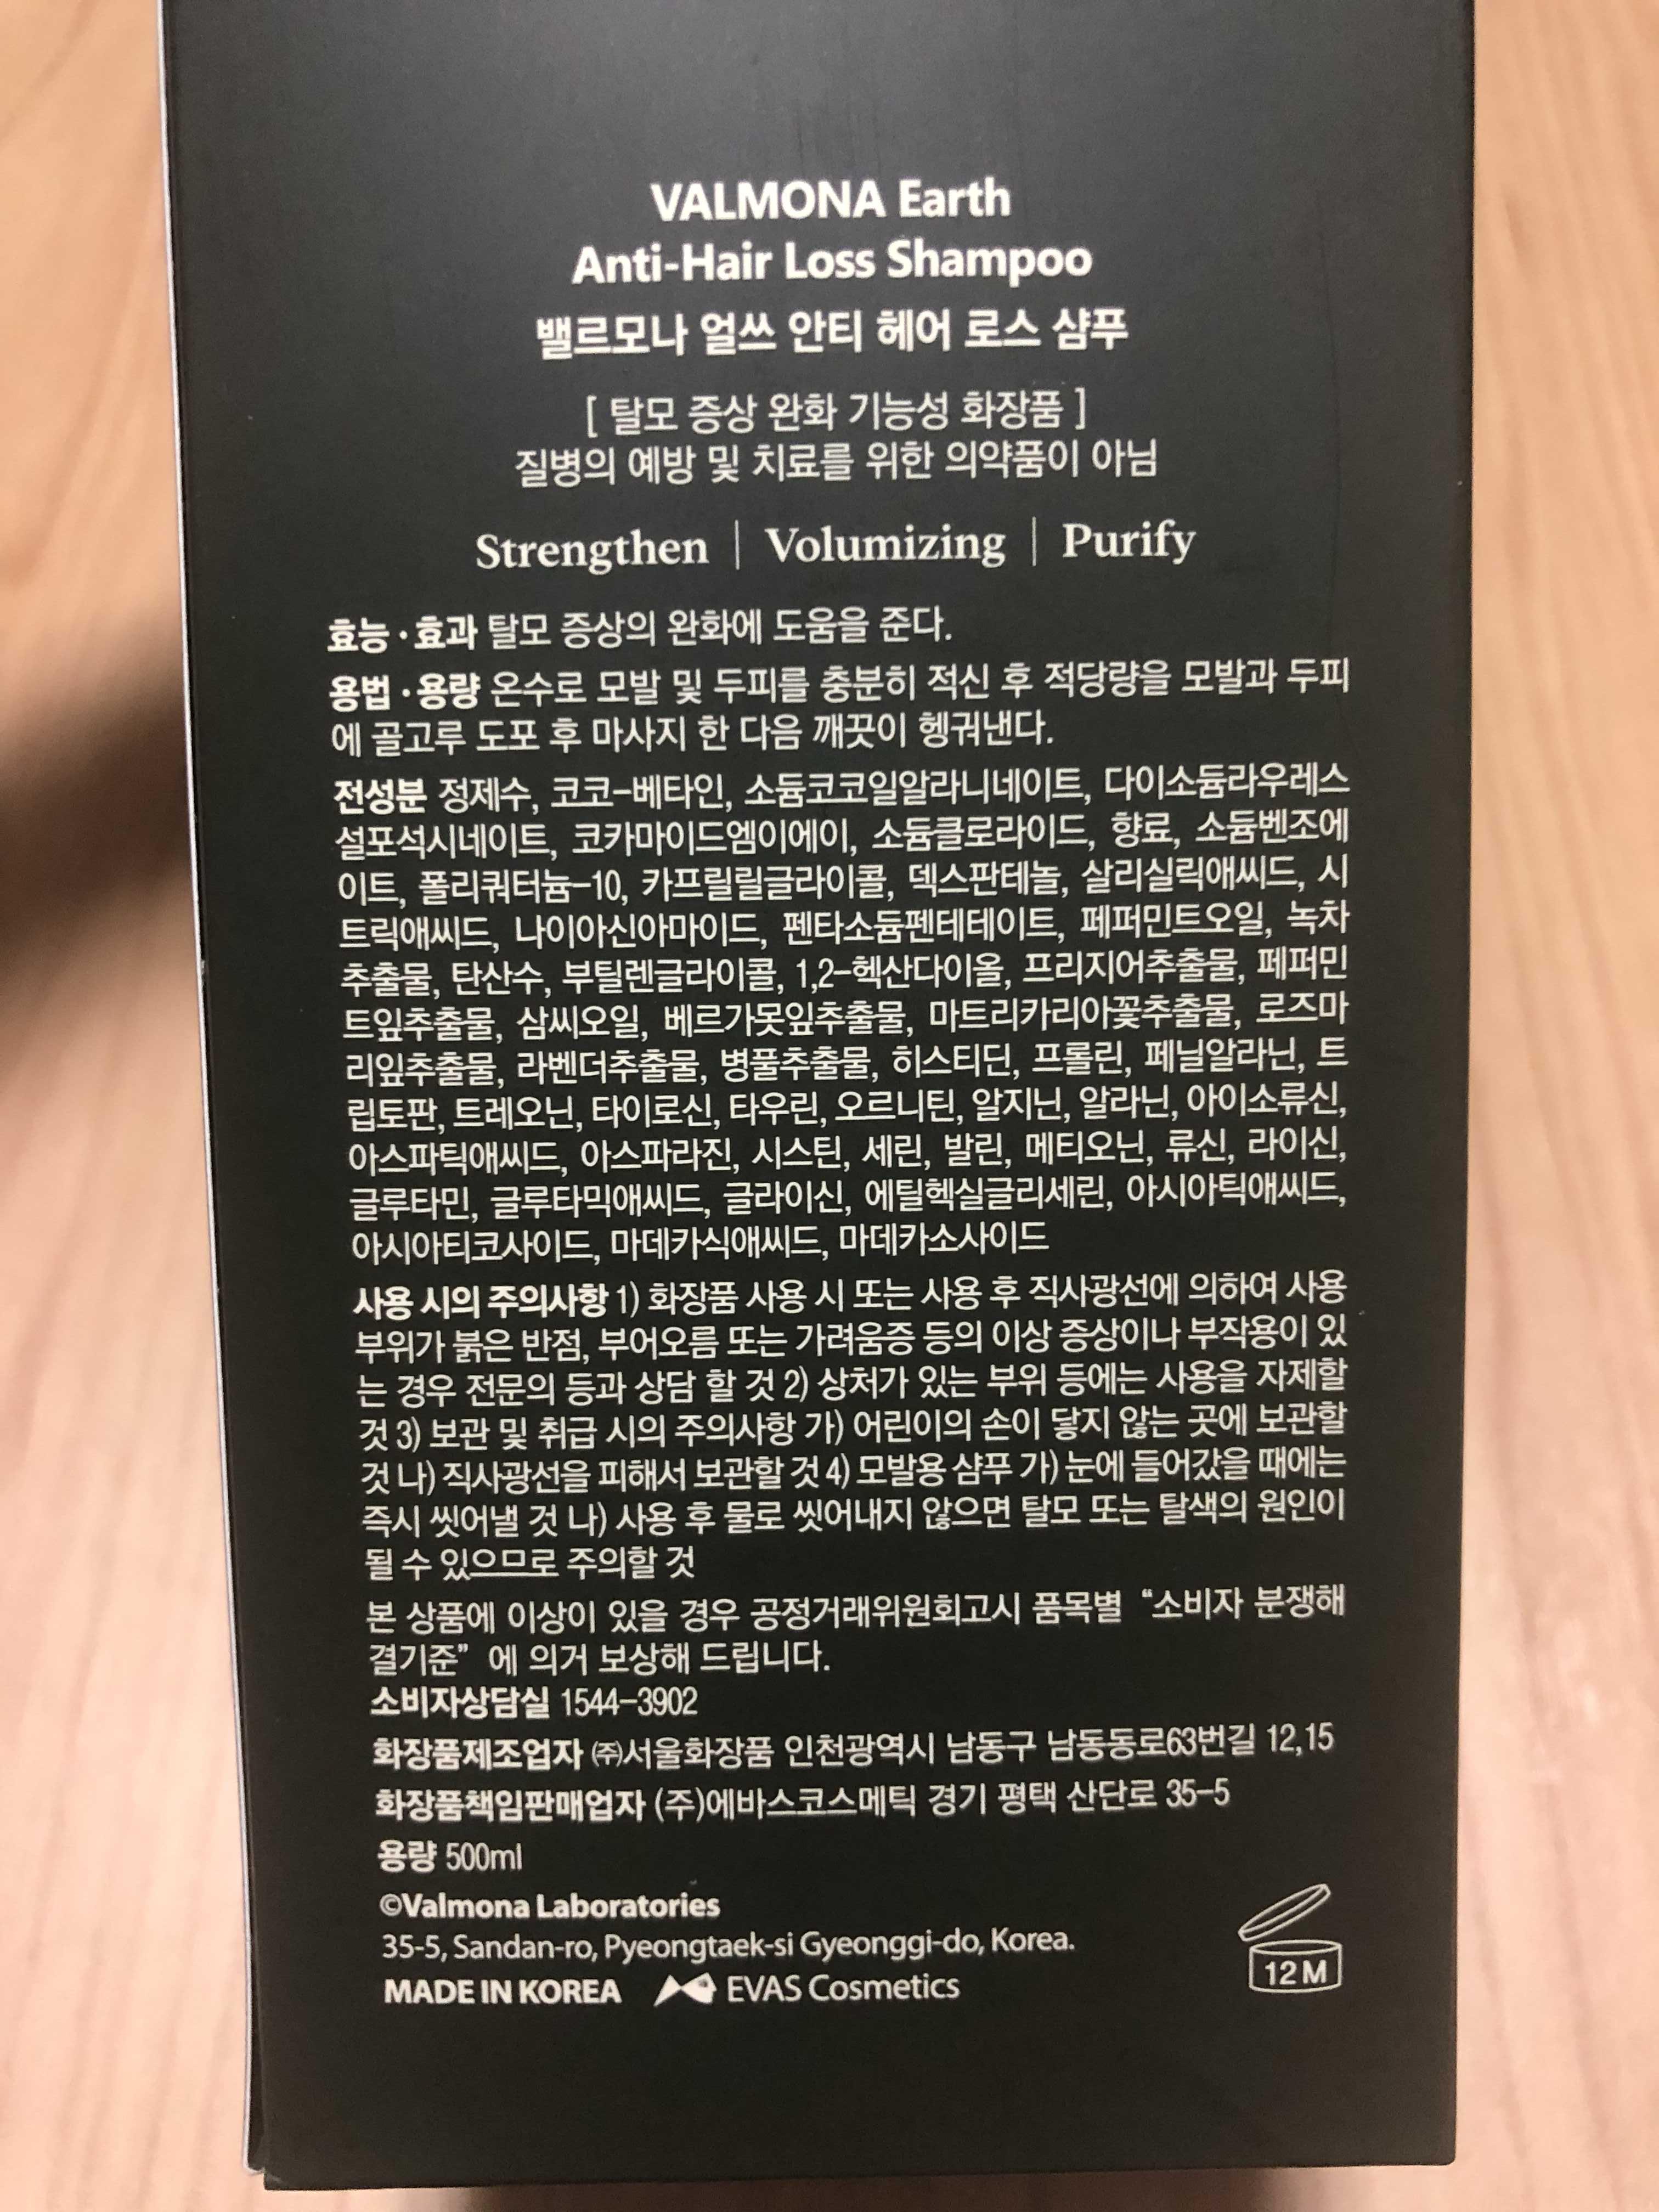 VALMONA Earth
Anti-Hair Loss Shampoo
밸르모나 얼쓰 안티 헤어 로스 샴푸
[ 탈모 증상 완화 기능성 화장품 ]
질병의 예방 및 치료를 위한 의약품이 아님
Strengthen | Volumizing | Purify
효능·효과 탈모 증상의 완화에 도움을 준다.
용법·용량 온수로 모발 및 두피를 충분히 적신 후 적당량을 모발과 두피
에 골고루 도포 후 마사지 한 다음 깨끗이 헹궈낸다.
전성분 정제수, 코코-베타인, 소듐코코일알라니네이트, 다이소듐라우레스
설포석시네이트, 코카마이드엠이에이, 소듐클로라이드, 향료, 소듐벤조에
이트, 폴리쿼터늄-10, 카프릴릴글라이콜, 덱스판테놀, 살리실릭애씨드, 시
트릭애씨드, 나이아신아마이드, 펜타소듐펜테테이트, 페퍼민트오일, 녹차
추출물, 탄산수, 부틸렌글라이콜, 1,2-헥산다이올, 프리지어추출물, 페퍼민
트잎추출물, 삼씨오일, 베르가못잎추출물, 마트리카리아꽃추출물, 로즈마
리잎추출물, 라벤더추출물, 병풀추출물, 히스티딘, 프롤린, 페닐알라닌, 트
립토판, 트레오닌, 타이로신, 타우린, 오르니틴, 알지닌, 알라닌, 아이소류신,
아스파틱애씨드, 아스파라진, 시스틴, 세린, 발린, 메티오닌, 류신, 라이신,
글루타민, 글루타믹애씨드, 글라이신, 에틸헥실글리세린, 아시아틱애씨드,
아시아티코사이드, 마데카식애씨드, 마데카소사이드
사용 시의 주의사항 1) 화장품 사용 시 또는 사용 후 직사광선에 의하여 사용
부위가 붉은 반점, 부어오름 또는 가려움증 등의 이상 증상이나 부작용이 있
는 경우 전문의 등과 상담 할 것 2) 상처가 있는 부위 등에는 사용을 자제할
것 3) 보관 및 취급 시의 주의사항 가) 어린이의 손이 닿지 않는 곳에 보관할
것 나) 직사광선을 피해서 보관할 것 4) 모발용 샴푸 가) 눈에 들어갔을 때에는
즉시 씻어낼 것 나) 사용 후 물로 씻어내지 않으면 탈모 또는 탈색의 원인이
될 수 있으므로 주의할 것
본 상품에 이상이 있을 경우 공정거래위원회고시 품목별 “소비자 분쟁해
결기준” 에 의거 보상해 드립니다.
소비자상담실 1544-3902
화장품제조업자 ㈜서울화장품 인천광역시 남동구 남동동로63번길 12,15
화장품책임판매업자 (주)에바스코스메틱 경기 평택 산단로 35-5
용량 500ml
©Valmona Laboratories
35-5, Sandan-ro, Pyeongtaek-si Gyeonggi-do, Korea.
MADE IN KOREA EVAS Cosmetics
12M